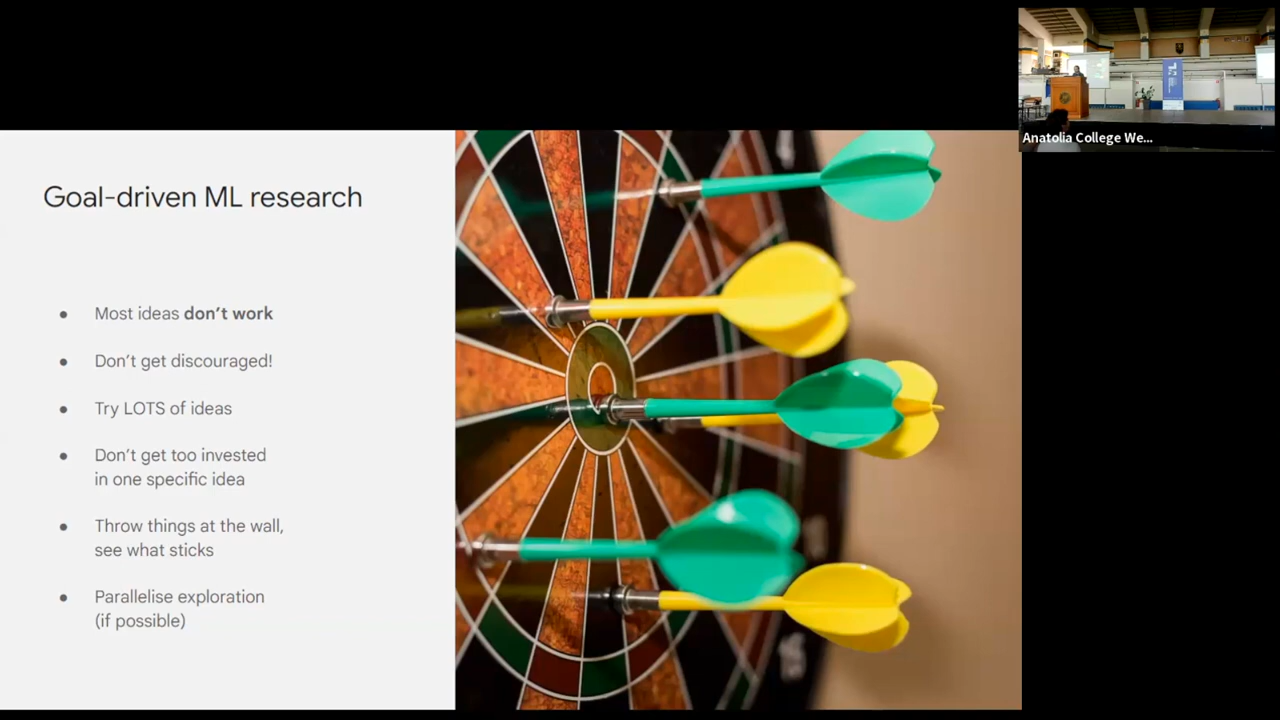 Goal-driven ML research
Most ideas don't work
Don't get discouraged!
Try LOTS of ideas
Don't get too invested
in one specific idea
Throw things at the wall,
see what sticks
Parallelise exploration
(if possible)
Anatolia College We...